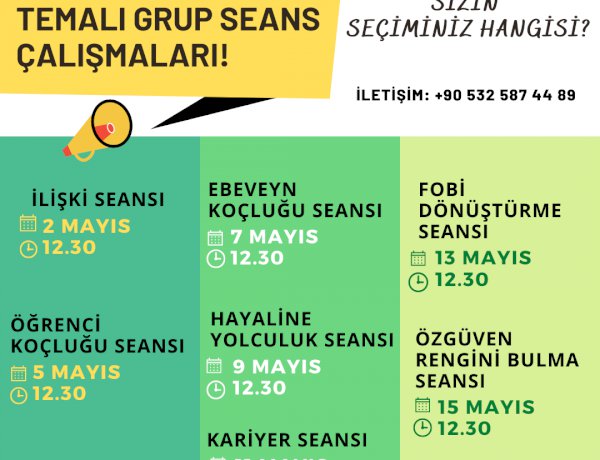 TEMALI GRUP SEANS
ÇALIŞMALARI!
SİZİN
SEÇİMİNİZ HANGİSİ?
İLETİŞİM: +90 532 587 44 89
İLİŞKİ SEANSI
2 MAYIS
12.30
ÖĞRENCİ
KOÇLUĞU SEANSI
5 MAYIS
12.30
EBEVEYN
KOÇLUĞU SEANSI
7 MAYIS
12.30
HAYALİNE
YOLCULUK SEANSI
9 MAYIS
12.30
KARİYER SEANSI
MAYIS
FOBİ
DÖNÜŞTÜRME
SEANSI
13 MAYIS
12.30
ÖZGÜVEN
RENGİNİ BULMA
SEANSI
15 MAYIS
12.30